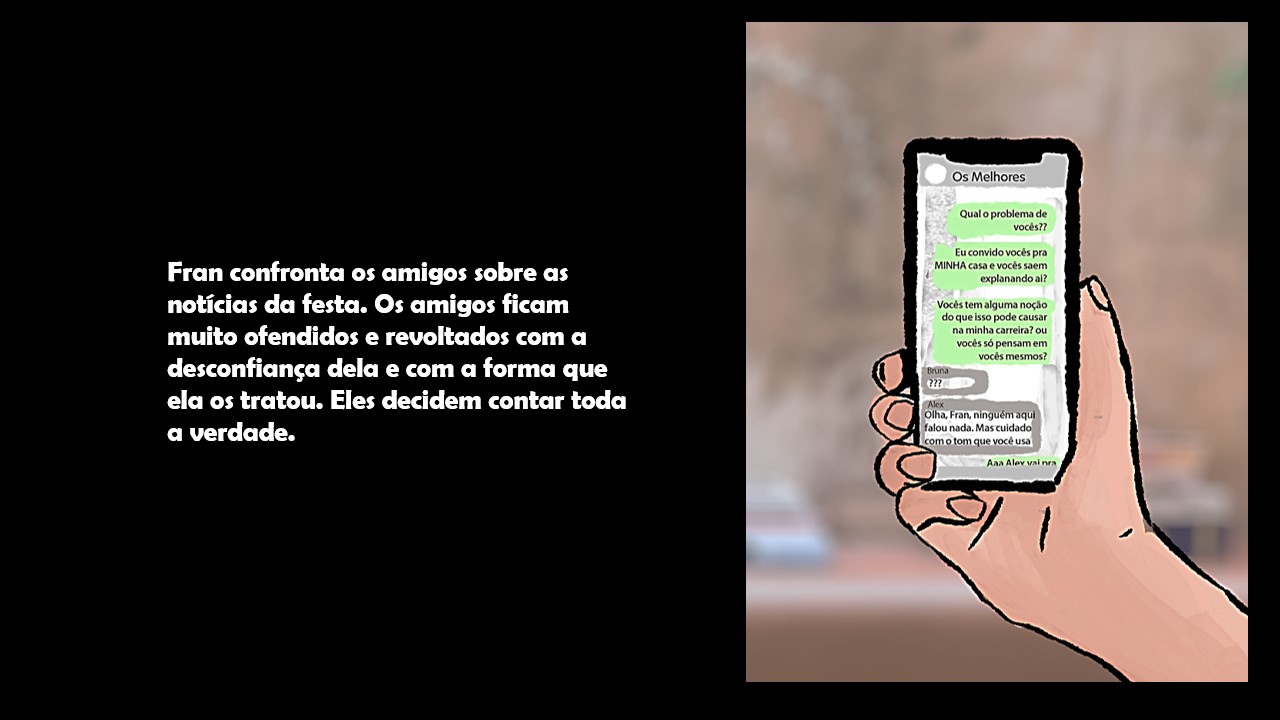 Fran confronta os amigos sobre as
notícias da festa. Os amigos ficam
muito ofendidos e revoltados com a
desconfiança dela e com a forma que
ela os tratou. Eles decidem contar toda
a verdade.
Os Melhores
Qual o problema de
vocês??
Eu convido vocês pra
MINHA casa e vocês saem
explanando ai?
Vocês tem alguma noção
do que isso pode causar
na minha carreira? ou
vocês só pensam em
vocês mesmos?
Bruna
???
Alex
Olha, Fran, ninguém aqui
falou nada. Mas cuidado
com o tom que você usa
Aaa Alex vai pra